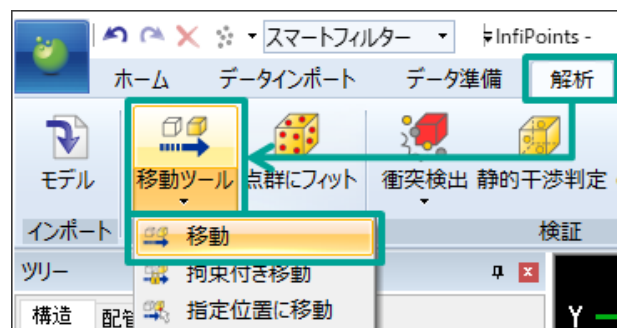 スマートフィルター InfiPoints -
ホーム データインポート データ準備 解析
モデル 移動ツール 点群にフィット 衝突検出 静的干渉判定
インポート 検証
移動
ツリー 拘束付き移動
構造 配管 指定位置に移動
Y